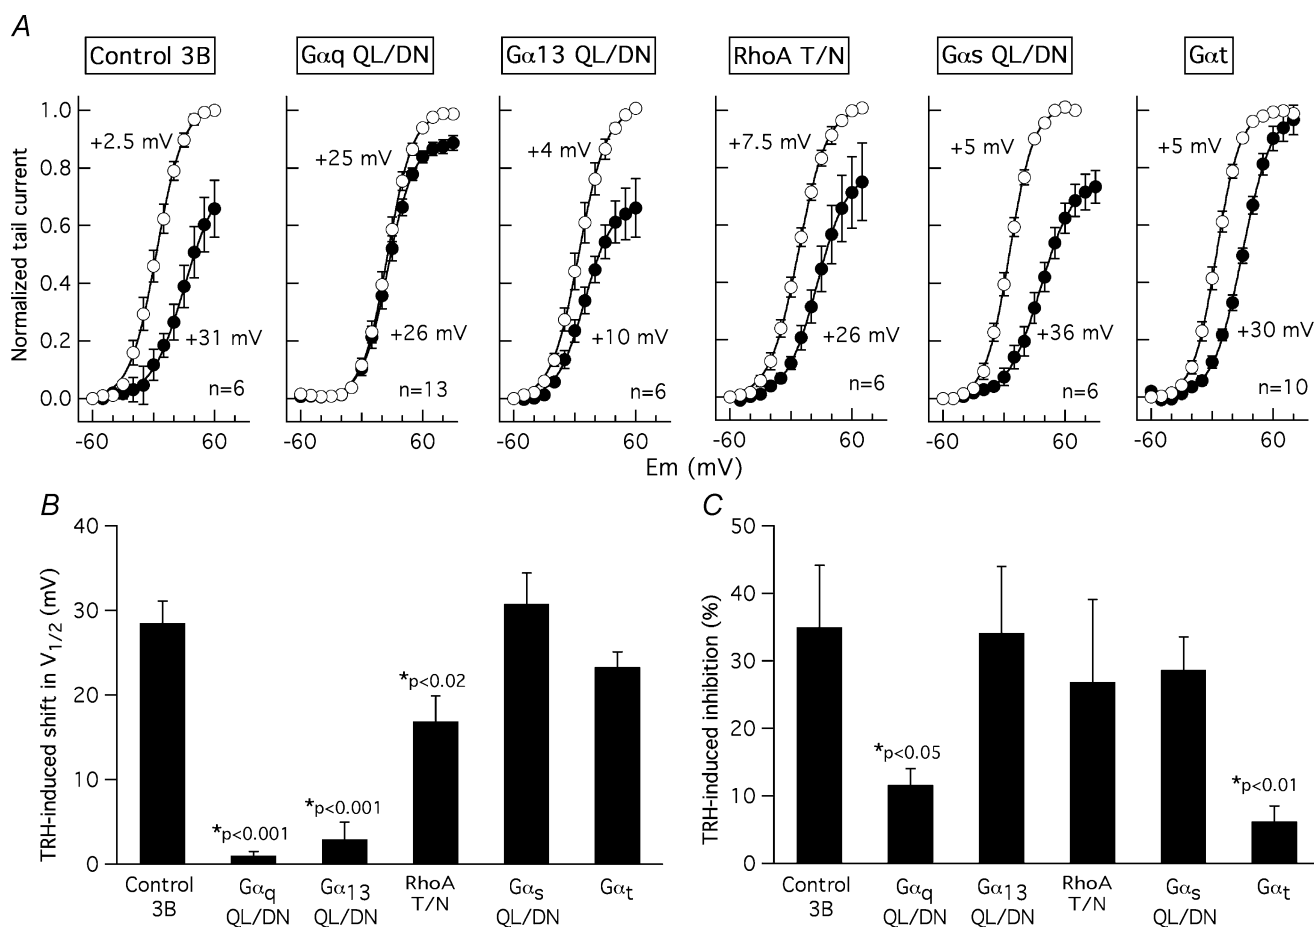 A
Control 3B
Gαq QL/DN
Gα13 QL/DN
RhoA T/N
Gαs QL/DN
Gαt
Normalized tail current
1.0
0.8
0.6
0.4
0.2
0.0
+2.5 mV
+31 mV
n=6
-60
60
+25 mV
+26 mV
n=13
-60
60
+4 mV
+10 mV
n=6
-60
60
+7.5 mV
+26 mV
n=6
-60
60
+5 mV
+36 mV
n=6
-60
60
+5 mV
+30 mV
n=10
-60
60
Em (mV)
B
TRH-induced shift in V1/2 (mV)
40
30
20
10
0
*p<0.001
*p<0.001
*p<0.02
Control 3B
Gαq QL/DN
Gα13 QL/DN
RhoA T/N
Gαs QL/DN
Gαt
C
TRH-induced inhibition (%)
50
40
30
20
10
0
*p<0.05
*p<0.01
Control 3B
Gαq QL/DN
Gα13 QL/DN
RhoA T/N
Gαs QL/DN
Gαt